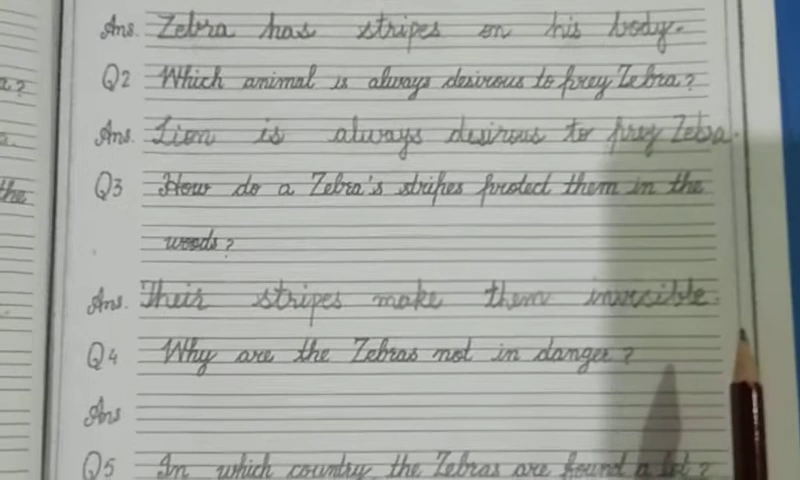 Ans. Zebra has stripes on his body.
a?
Q2 Which animal is always desirous to prey Zebra?
a.
Ans. Lion is always desirous to prey Zebra.
the
Q3 How do a Zebra's stripes protect them in the
woods?
Ans. Their stripes make them invisible.
Q4 Why are the Zebras not in danger?
Ans
Q5 In which country, the Zebras are found a lot?